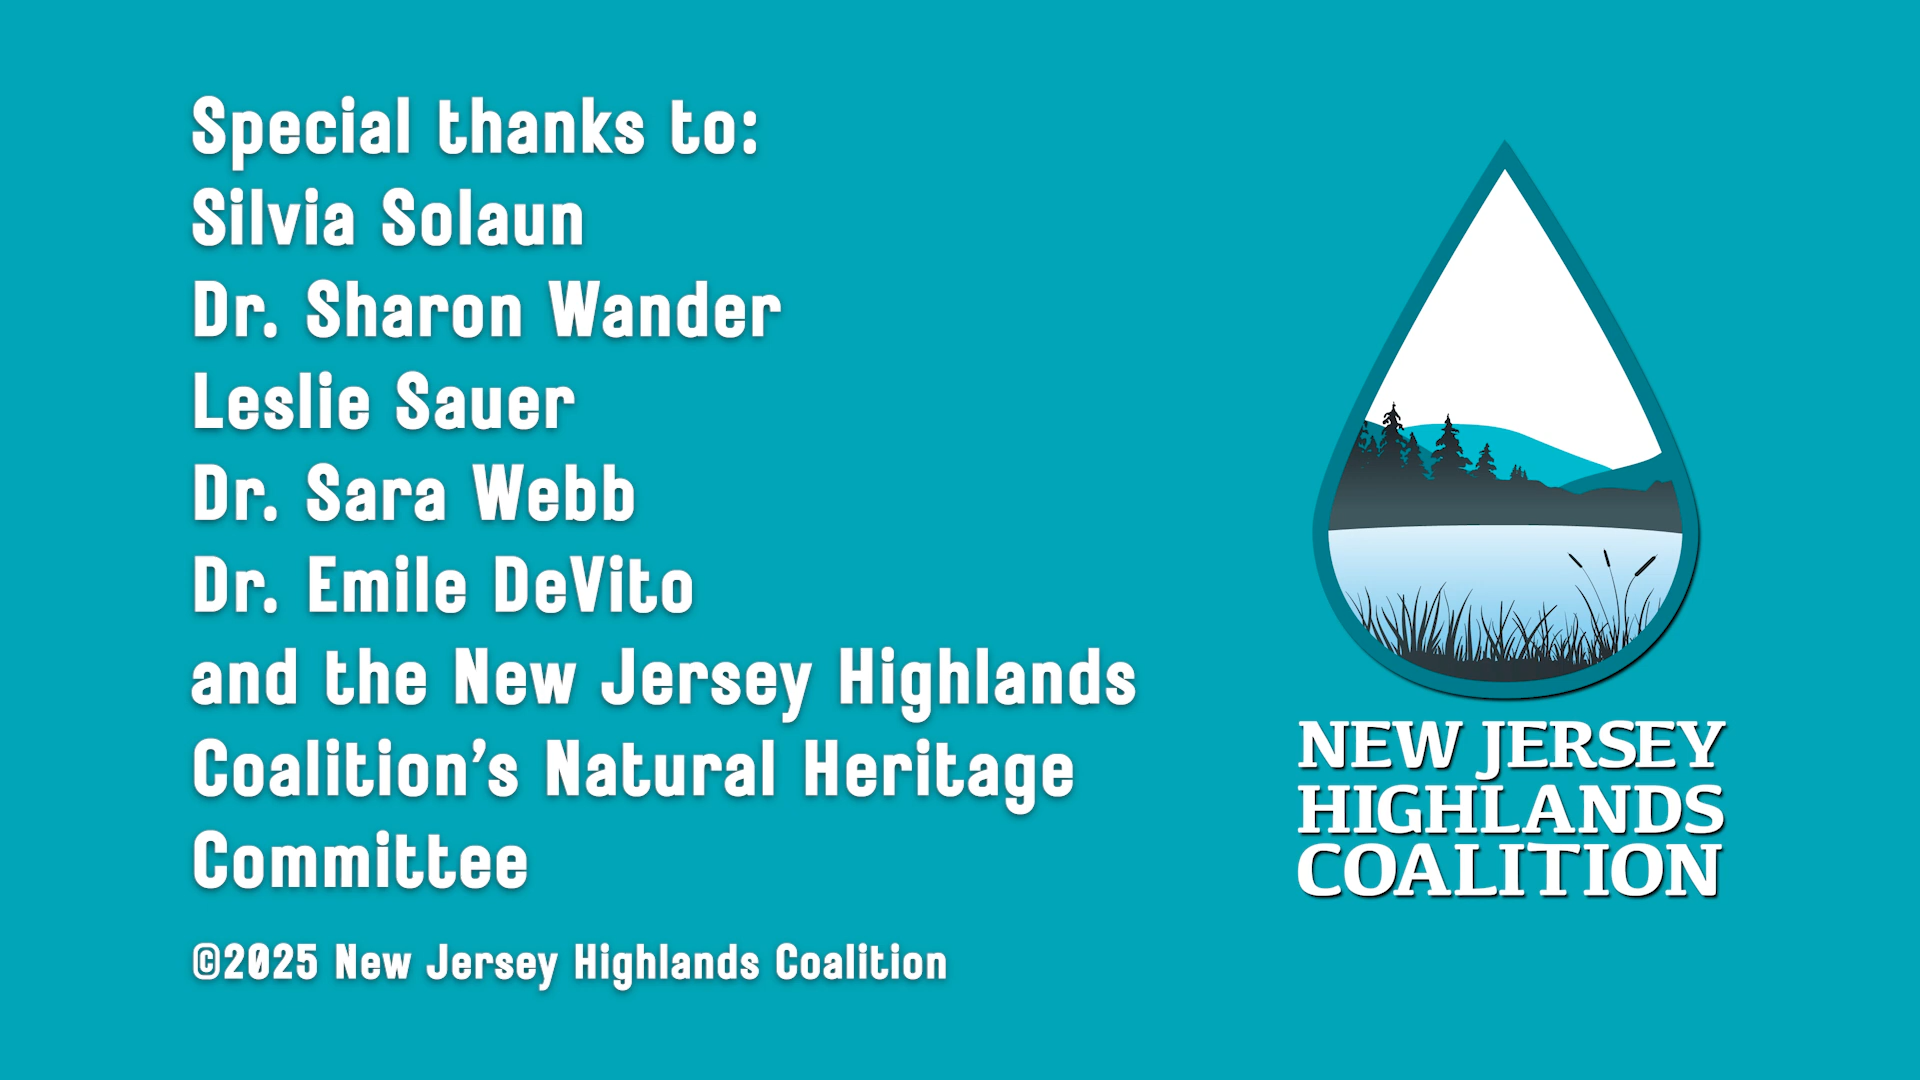 Special thanks to:
Silvia Solaun
Dr. Sharon Wander
Leslie Sauer
Dr. Sara Webb
Dr. Emile DeVito
and the New Jersey Highlands
Coalition’s Natural Heritage
Committee
©2025 New Jersey Highlands Coalition
NEW JERSEY
HIGHLANDS
COALITION